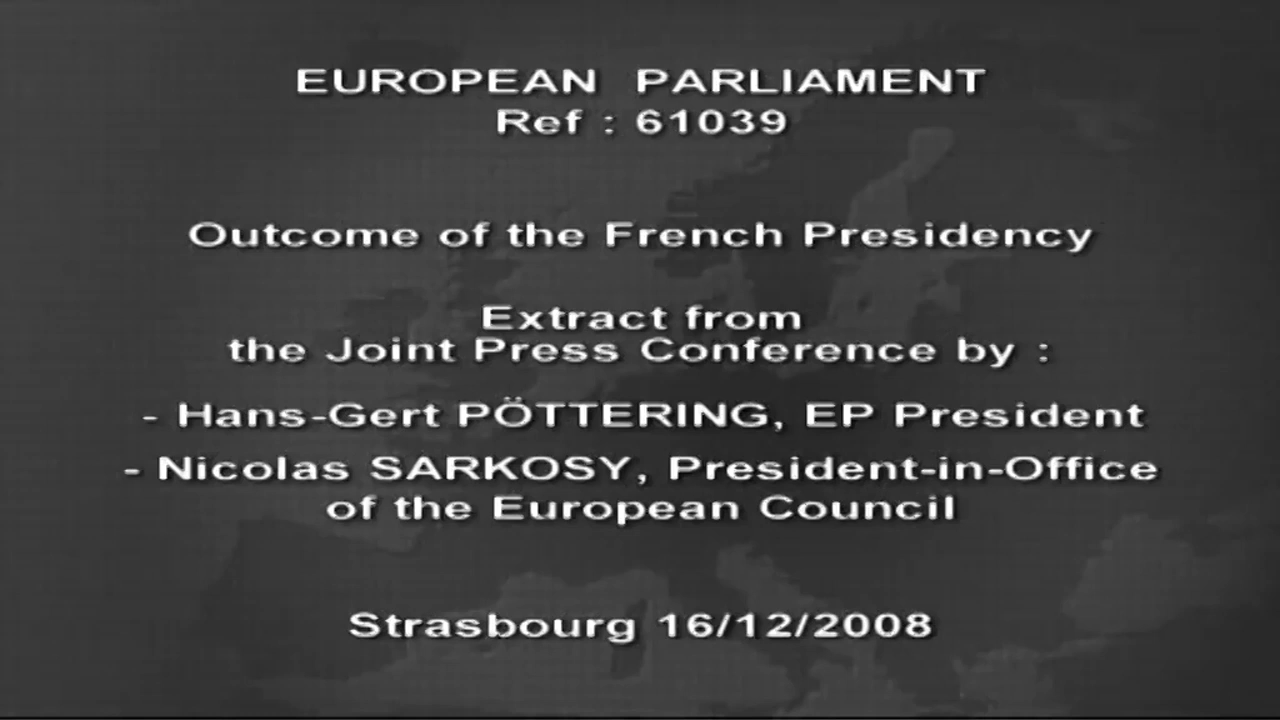 EUROPEAN PARLIAMENT
Ref : 61039
Outcome of the French Presidency
Extract from
the Joint Press Conference by :
- Hans-Gert PÖTTERING, EP President
- Nicolas SARKOSY, President-in-Office
of the European Council
Strasbourg 16/12/2008